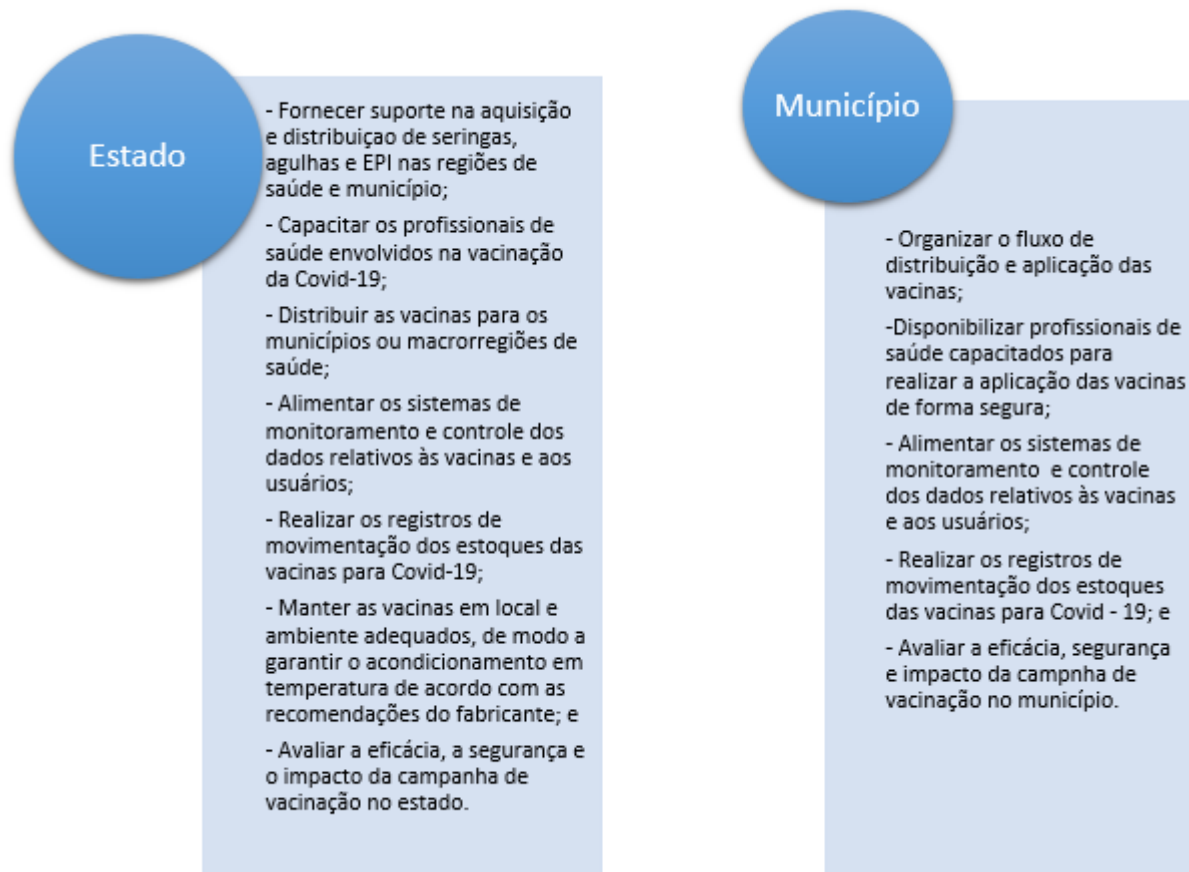 Estado
- Fornecer suporte na aquisição
e distribuiçao de seringas,
agulhas e EPI nas regiões de
saúde e município;
- Capacitar os profissionais de
saúde envolvidos na vacinação
da Covid-19;
- Distribuir as vacinas para os
municípios ou macrorregiões de
saúde;
- Alimentar os sistemas de
monitoramento e controle dos
dados relativos às vacinas e aos
usuários;
- Realizar os registros de
movimentação dos estoques das
vacinas para Covid-19;
- Manter as vacinas em local e
ambiente adequados, de modo a
garantir o acondicionamento em
temperatura de acordo com as
recomendações do fabricante; e
- Avaliar a eficácia, a segurança e
o impacto da campanha de
vacinação no estado.
Município
- Organizar o fluxo de
distribuição e aplicação das
vacinas;
-Disponibilizar profissionais de
saúde capacitados para
realizar a aplicação das vacinas
de forma segura;
- Alimentar os sistemas de
monitoramento  e controle
dos dados relativos às vacinas
e aos usuários;
- Realizar os registros de
movimentação dos estoques
das vacinas para Covid - 19; e
- Avaliar a eficácia, segurança
e impacto da campnha de
vacinação no município.